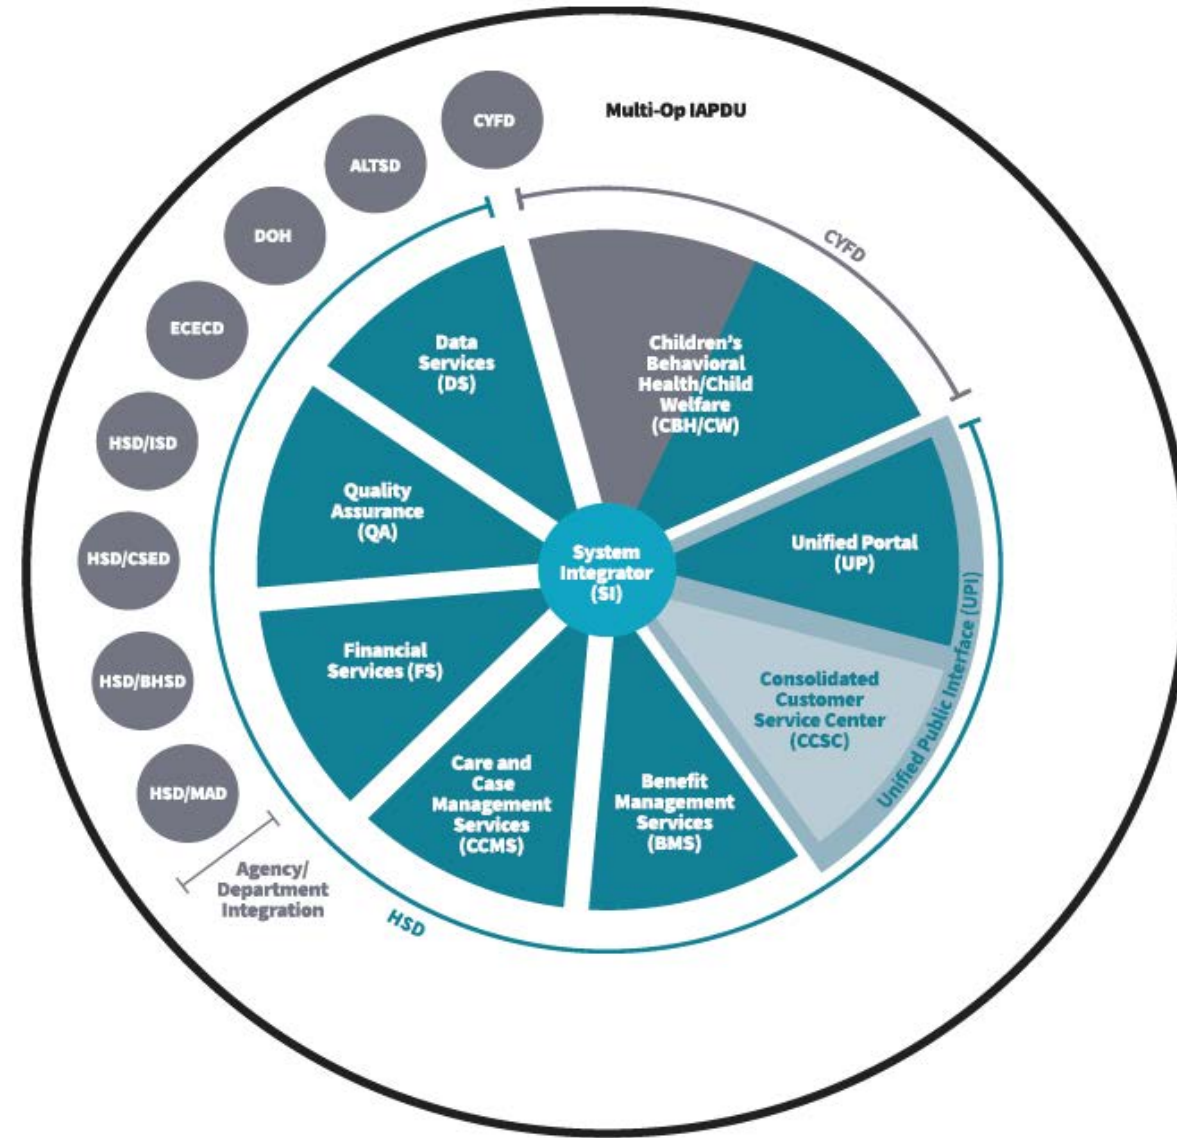 Multi-Op IAPDU
CYFD
ALTSD
DOH
ECECD
HSD/ISD
HSD/CSED
HSD/BHSD
HSD/MAD
Agency/
Department
Integration
CYFD
Children’s
Behavioral
Health/Child
Welfare
(CBH/CW)
Data
Services
(DS)
Quality
Assurance
(QA)
System
Integrator
(SI)
Unified Portal
(UP)
Unified Public Interface (UPI)
Consolidated
Customer
Service Center
(CCSC)
Financial
Services (FS)
Care and
Case
Management
Services
(CCMS)
Benefit
Management
Services
(BMS)
HSD